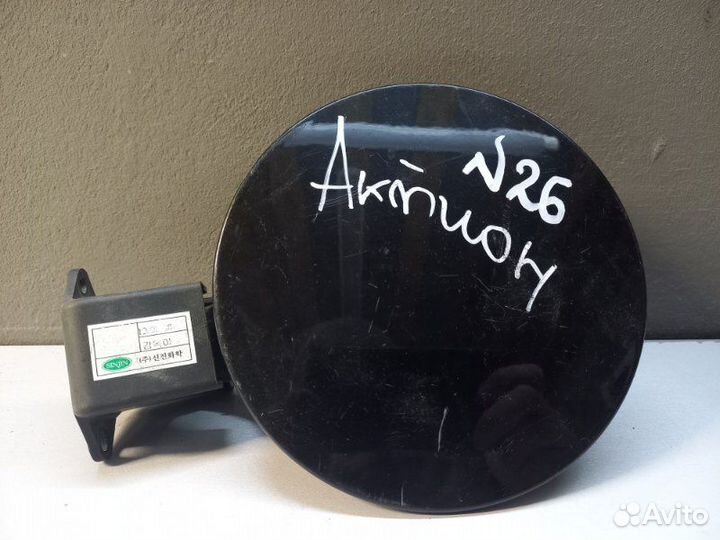 Актион
N26
SINJIN
(주)신진화학
Avito